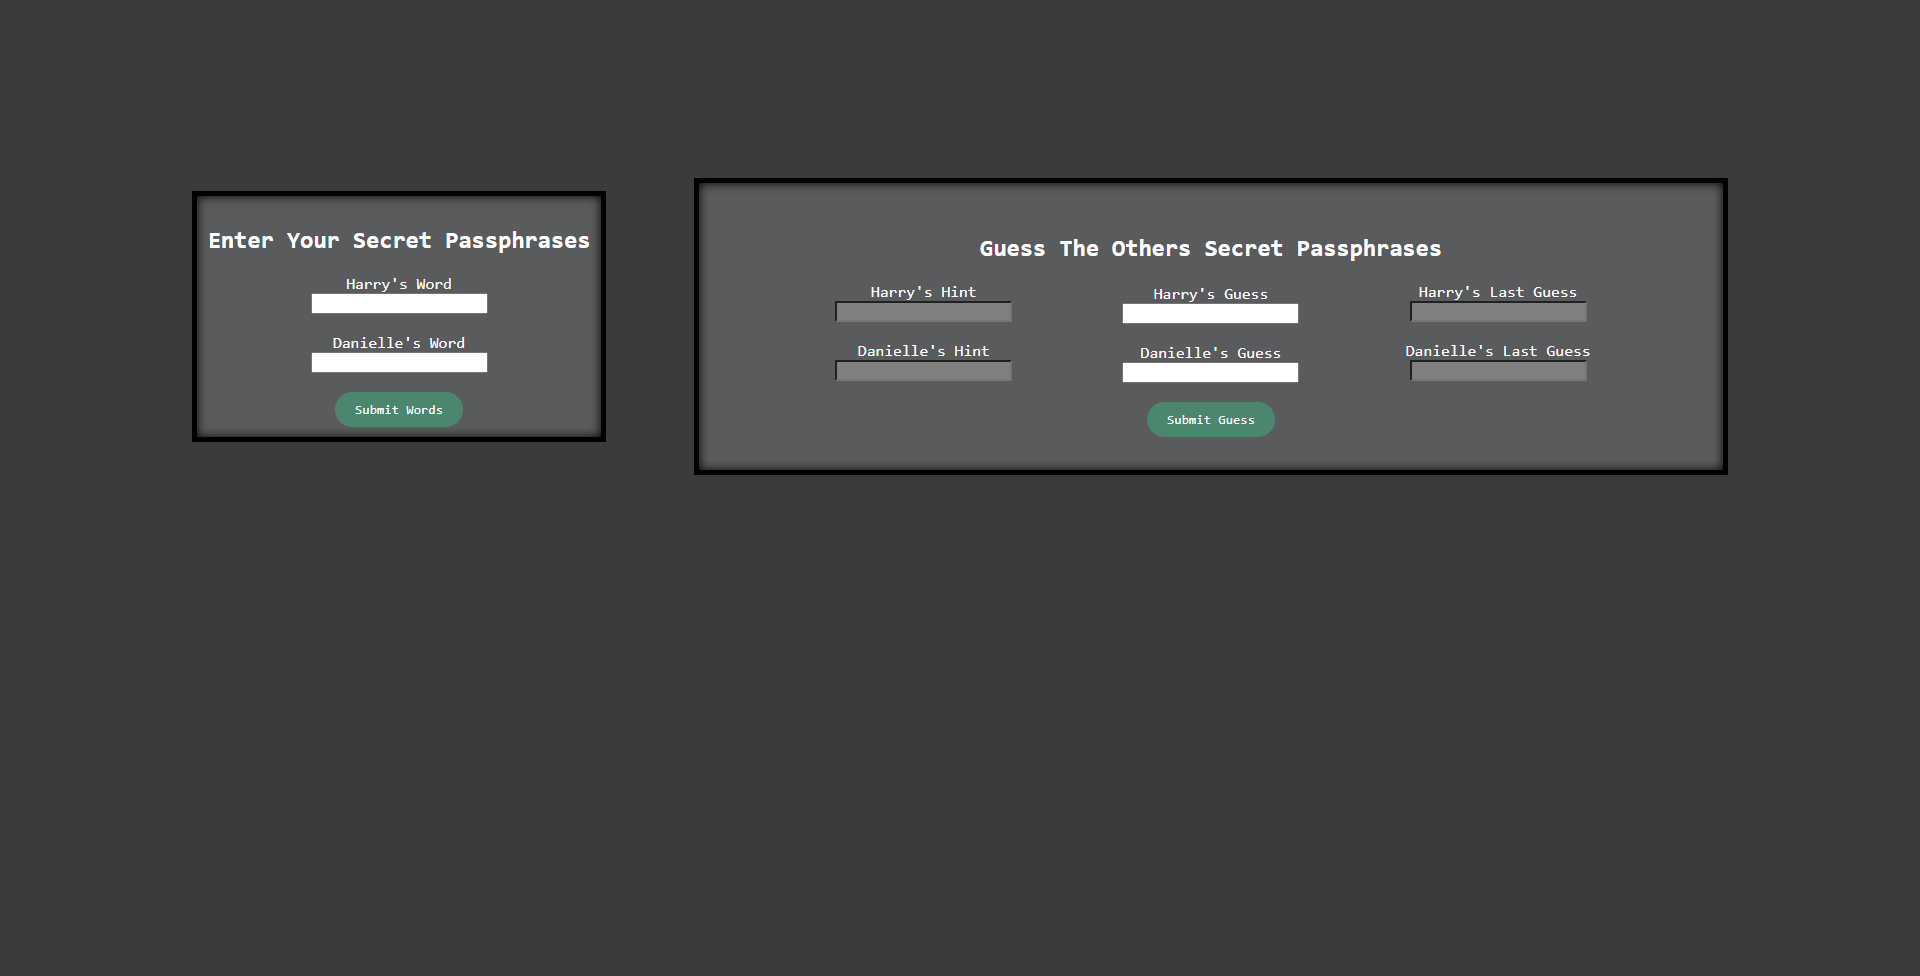 Enter Your Secret Passphrases
Harry's Word
Danielle's Word
Submit Words
Guess The Others Secret Passphrases
Harry's Hint
Danielle's Hint
Harry's Guess
Danielle's Guess
Submit Guess
Harry's Last Guess
Danielle's Last Guess